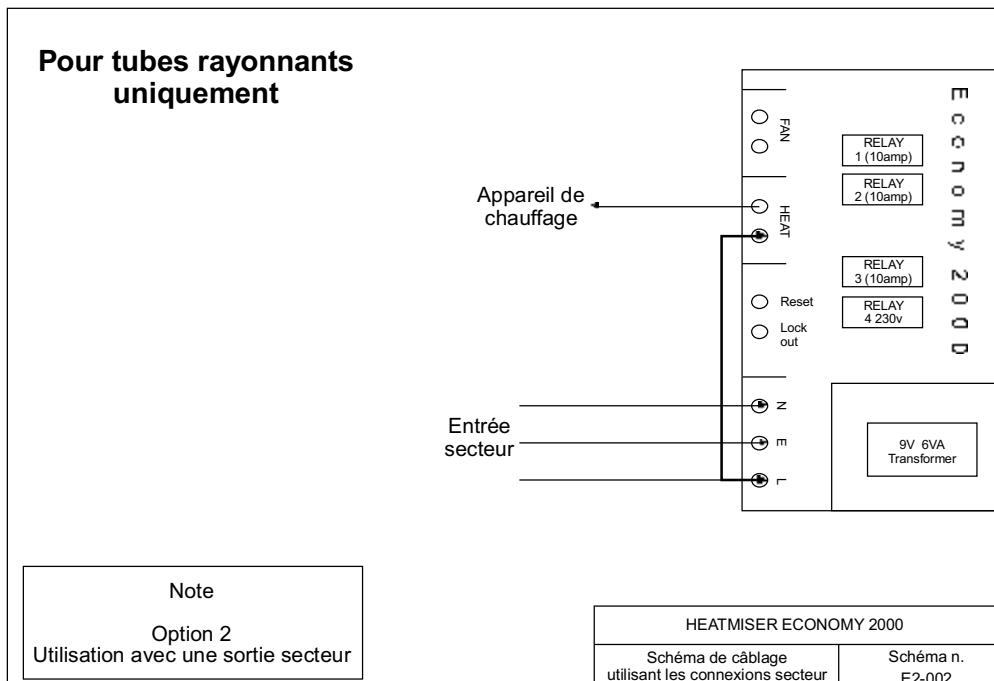 Pour tubes rayonnants
uniquement
FAN
HEAT
Appareil de
chauffage
Reset
Lock
out
N
E
L
Entrée
secteur
RELAY
1 (10amp)
RELAY
2 (10amp)
RELAY
3 (10amp)
RELAY
4 230v
Economy 2000
9V 6VA
Transformer
Note
Option 2
Utilisation avec une sortie secteur
HEATMISER ECONOMY 2000
Schéma de câblage
utilisant les connexions secteur
Schéma n.
E2-002